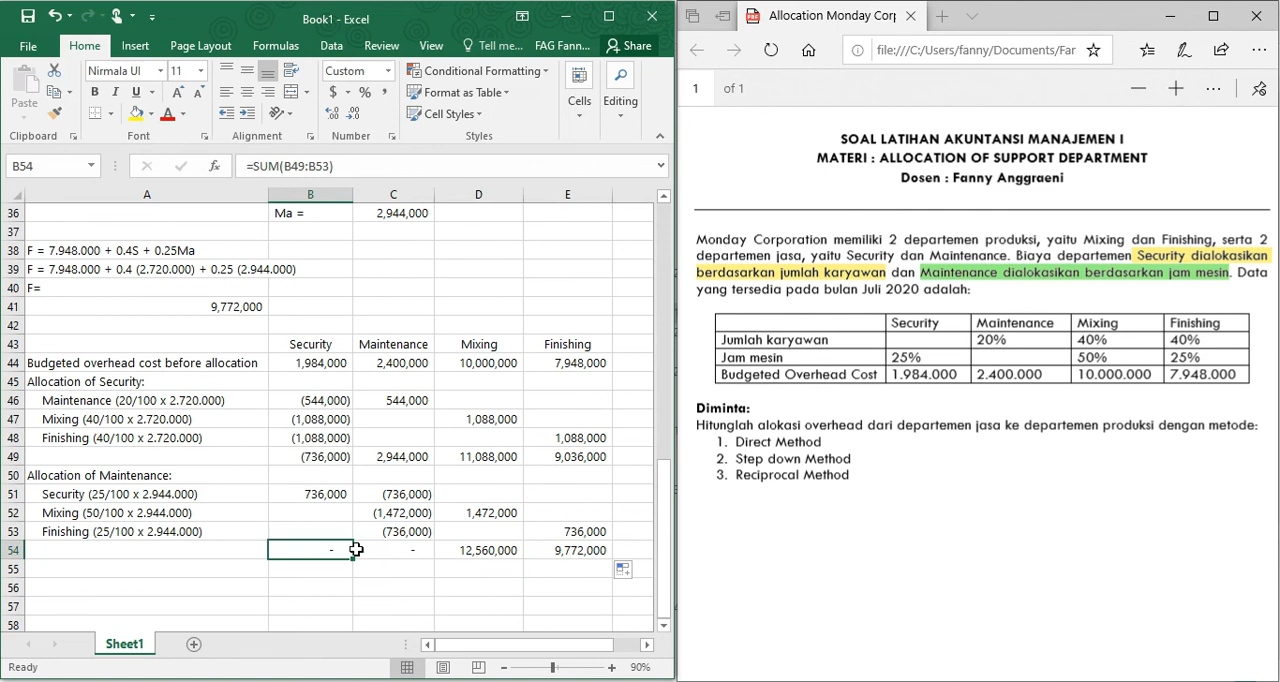 Book1 - Excel
File Home Insert Page Layout Formulas Data Review View Tell me... FAG Fann... Share
Paste
Nirmala UI 11
B I U
A A
Custom
$ % ,
Conditional Formatting
Format as Table
Cell Styles
Cells
Editing
Clipboard Font Alignment Number Styles
B54 fx =SUM(B49:B53)
A B C D E
36 Ma = 2,944,000
37
38 F = 7.948.000 + 0.4S + 0.25Ma
39 F = 7.948.000 + 0.4 (2.720.000) + 0.25 (2.944.000)
40 F=
41 9,772,000
42
43 Security Maintenance Mixing Finishing
44 Budgeted overhead cost before allocation 1,984,000 2,400,000 10,000,000 7,948,000
45 Allocation of Security:
46 Maintenance (20/100 x 2.720.000) (544,000) 544,000
47 Mixing (40/100 x 2.720.000) (1,088,000) 1,088,000
48 Finishing (40/100 x 2.720.000) (1,088,000) 1,088,000
49 (736,000) 2,944,000 11,088,000 9,036,000
50 Allocation of Maintenance:
51 Security (25/100 x 2.944.000) 736,000 (736,000)
52 Mixing (50/100 x 2.944.000) (1,472,000) 1,472,000
53 Finishing (25/100 x 2.944.000) (736,000) 736,000
54 - - 12,560,000 9,772,000
55
56
57
58
Sheet1
Ready 90%
Allocation Monday Corp
file:///C:/Users/fanny/Documents/Far
1 of 1
SOAL LATIHAN AKUNTANSI MANAJEMEN I
MATERI : ALLOCATION OF SUPPORT DEPARTMENT
Dosen : Fanny Anggraeni
Monday Corporation memiliki 2 departemen produksi, yaitu Mixing dan Finishing, serta 2
departemen jasa, yaitu Security dan Maintenance. Biaya departemen Security dialokasikan
berdasarkan jumlah karyawan dan Maintenance dialokasikan berdasarkan jam mesin. Data
yang tersedia pada bulan Juli 2020 adalah:
Security Maintenance Mixing Finishing
Jumlah karyawan 20% 40% 40%
Jam mesin 25% 50% 25%
Budgeted Overhead Cost 1.984.000 2.400.000 10.000.000 7.948.000
Diminta:
Hitunglah alokasi overhead dari departemen jasa ke departemen produksi dengan metode:
1. Direct Method
2. Step down Method
3. Reciprocal Method